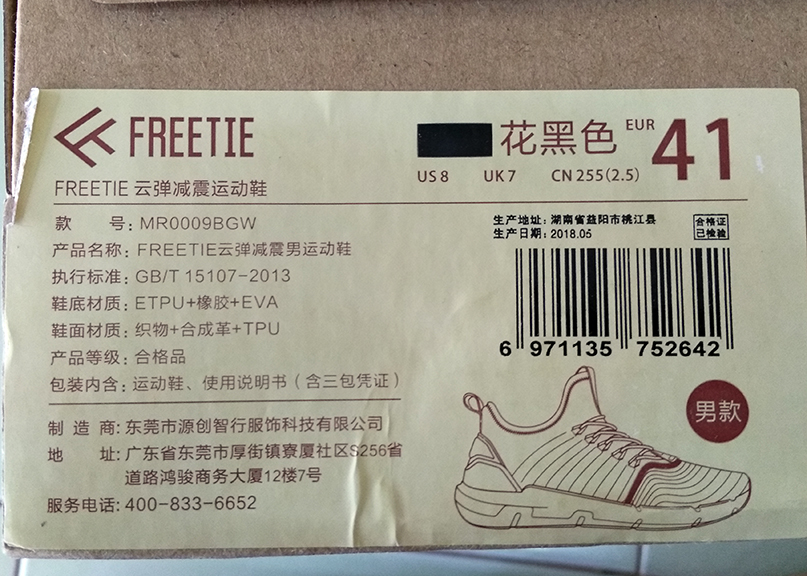 FREETIE
花黑色 EUR 41
US 8 UK 7 CN 255(2.5)
FREETIE 云弹减震运动鞋
款 号: MR0009BGW
产品名称: FREETIE云弹减震男运动鞋
执行标准: GB/T 15107-2013
鞋底材质: ETPU+橡胶+EVA
鞋面材质: 织物+合成革+TPU
产品等级: 合格品
包装内含: 运动鞋、使用说明书（含三包凭证）
制 造 商: 东莞市源创智行服饰科技有限公司
地 址: 广东省东莞市厚街镇寮厦社区S256省
道路鸿骏商务大厦12楼7号
服务电话: 400-833-6652
生产地址: 湖南省益阳市桃江县
生产日期: 2018.05
合格证
已检验
6 971135 752642
男款